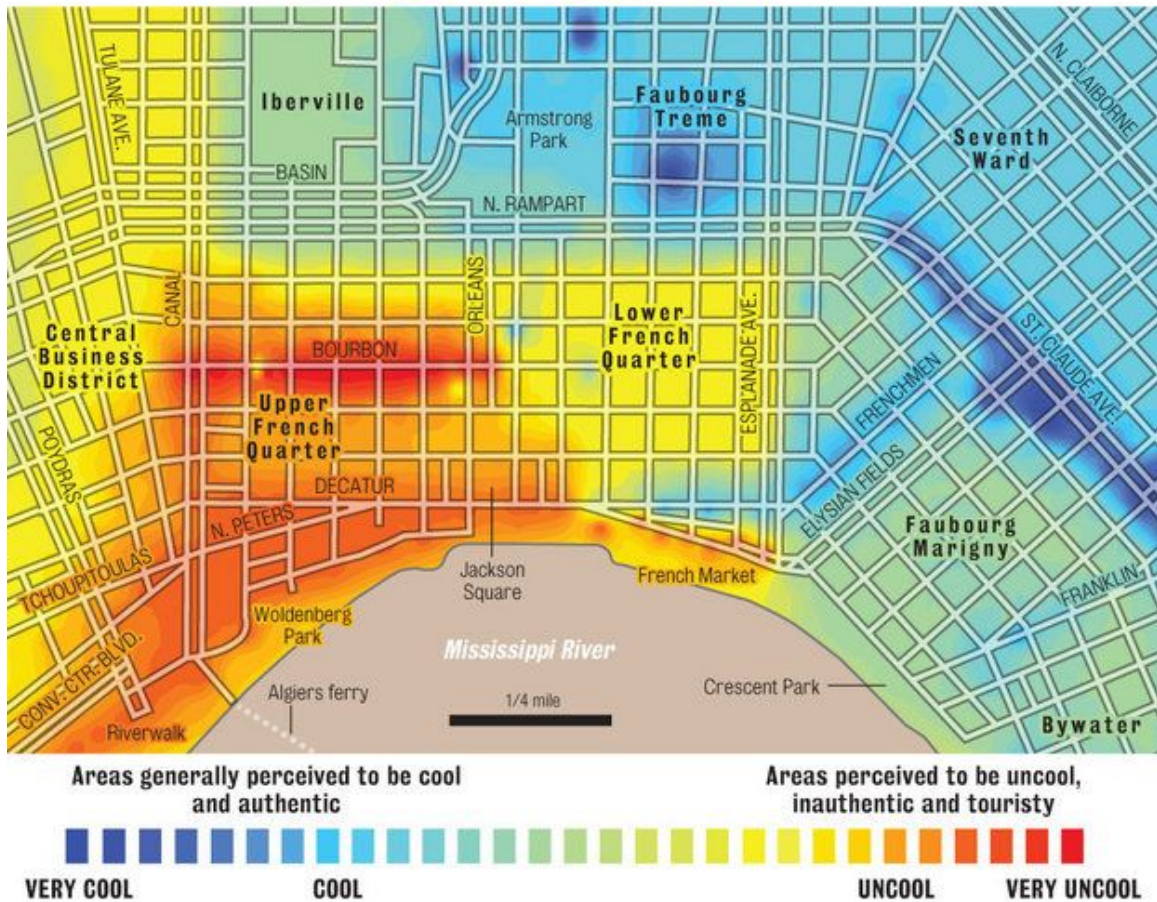 TULANE AVE.
Iberville
BASIN
Armstrong
Park
Faubourg
Treme
N. CLAIBORNE
Seventh
Ward
N. RAMPART
CANAL
ORLEANS
Central
Business
District
BOURBON
Lower
French
Quarter
ESPLANADE AVE.
FRENCHMEN
ST. CLAUDE AVE.
Upper
French
Quarter
POYDRAS
DECATUR
N. PETERS
ELYSIAN FIELDS
Faubourg
Marigny
TCHOUPITOULAS
Jackson
Square
French Market
FRANKLIN
Woldenberg
Park
Mississippi River
CONV. CTR. BLVD.
Algiers ferry
1/4 mile
Crescent Park
Riverwalk
Bywater
Areas generally perceived to be cool
and authentic
Areas perceived to be uncool,
inauthentic and touristy
VERY COOL
COOL
UNCOOL
VERY UNCOOL